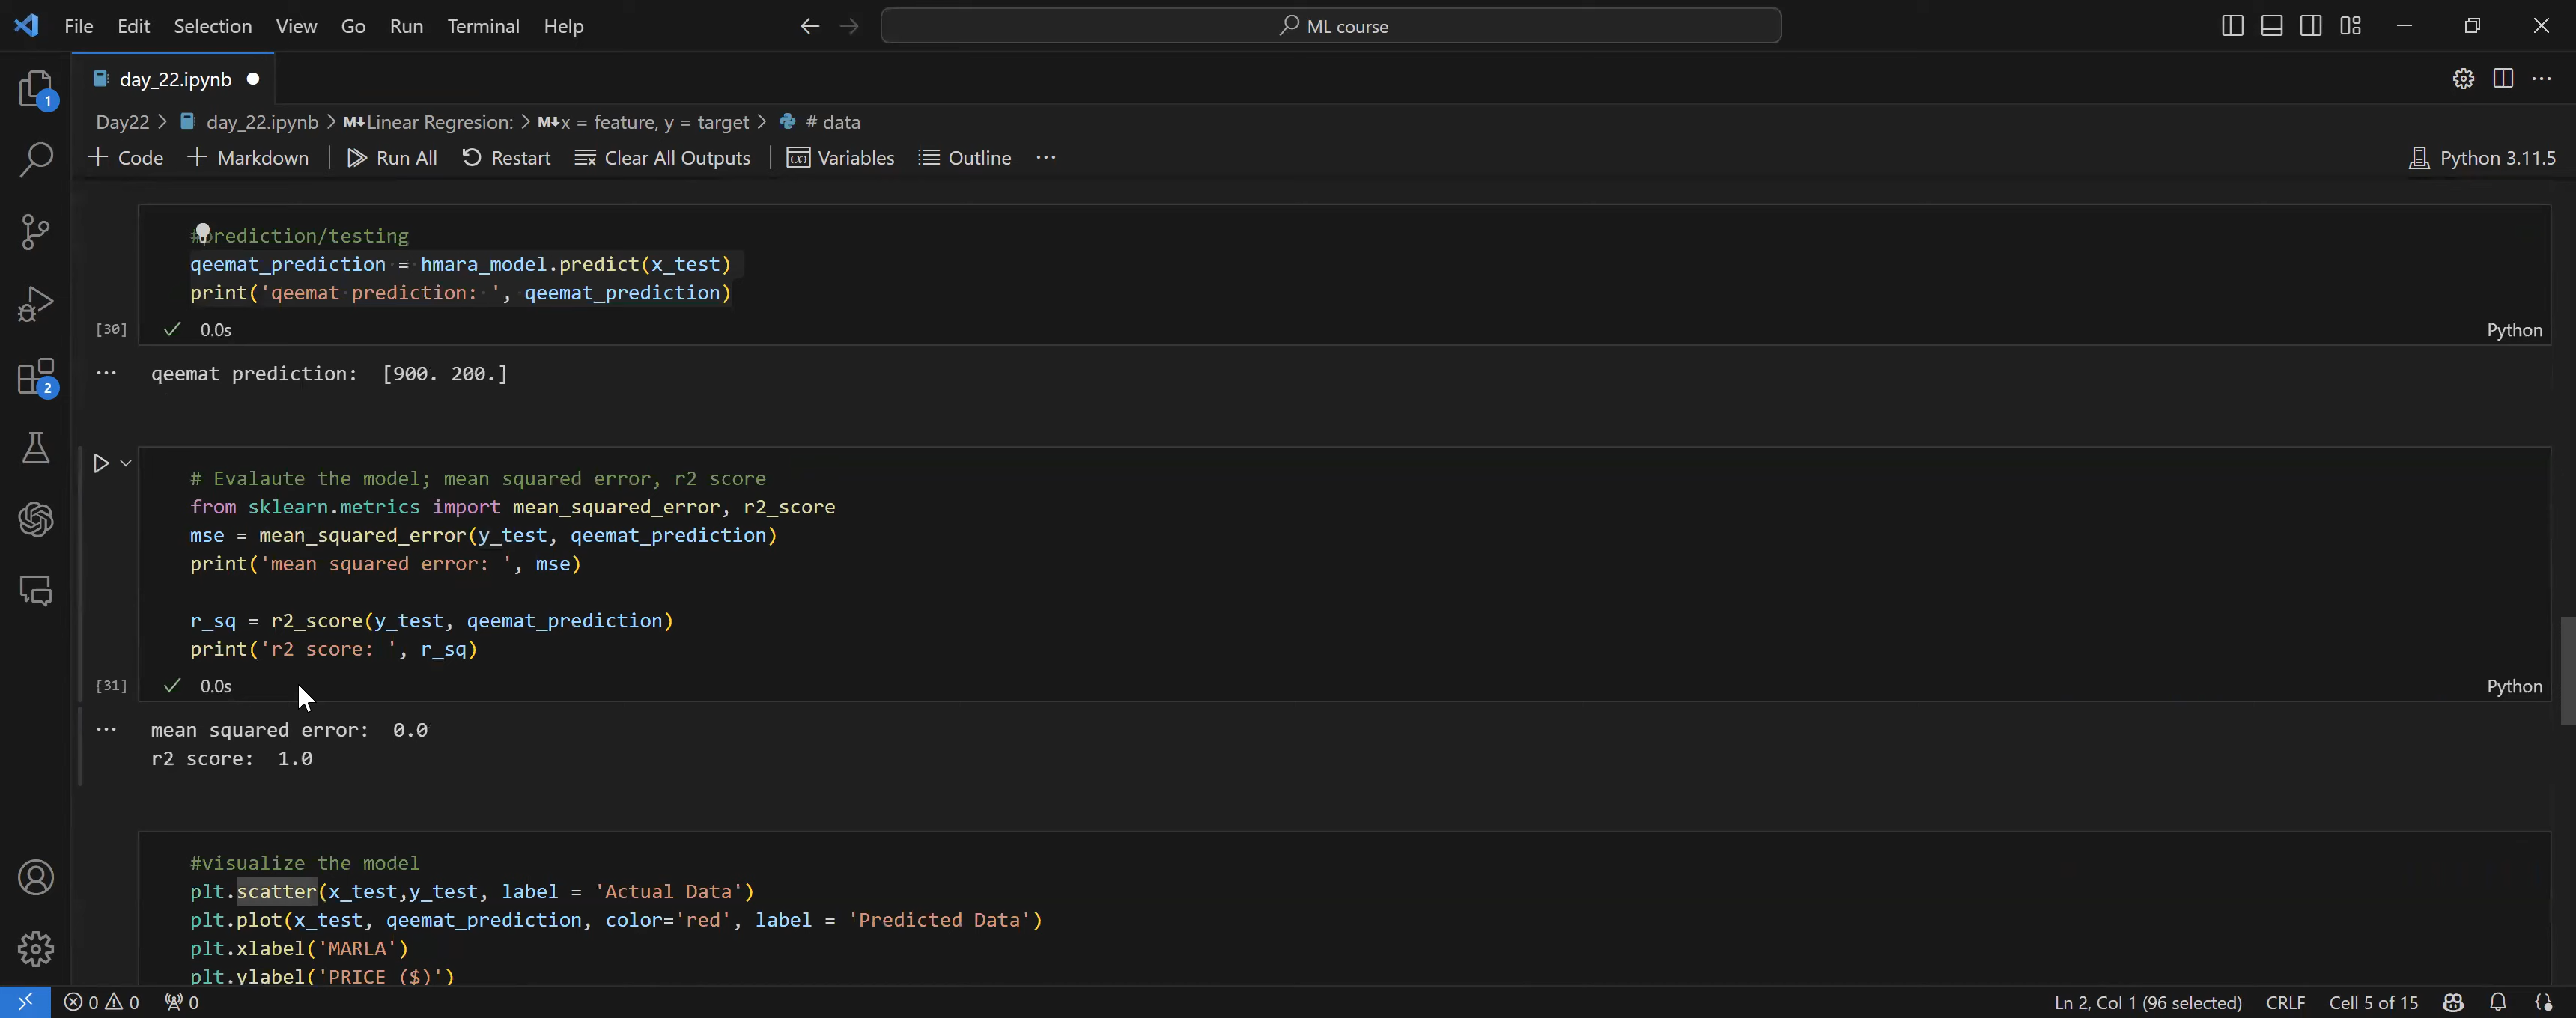 File Edit Selection View Go Run Terminal Help
ML course
day_22.ipynb
Day22 > day_22.ipynb > M↓Linear Regresion: > M↓x = feature, y = target > # data
+ Code + Markdown Run All Restart Clear All Outputs (x) Variables Outline ... Python 3.11.5
1
#prediction/testing
qeemat_prediction = hmara_model.predict(x_test)
print('qeemat prediction: ', qeemat_prediction)
[30] ✓ 0.0s Python
... qeemat prediction: [900. 200.]
2
# Evalaute the model; mean squared error, r2 score
from sklearn.metrics import mean_squared_error, r2_score
mse = mean_squared_error(y_test, qeemat_prediction)
print('mean squared error: ', mse)
r_sq = r2_score(y_test, qeemat_prediction)
print('r2 score: ', r_sq)
[31] ✓ 0.0s Python
... mean squared error: 0.0
r2 score: 1.0
#visualize the model
plt.scatter(x_test,y_test, label = 'Actual Data')
plt.plot(x_test, qeemat_prediction, color='red', label = 'Predicted Data')
plt.xlabel('MARLA')
plt.ylabel('PRICE ($)')
0 0 0 Ln 2, Col 1 (96 selected) CRLF Cell 5 of 15